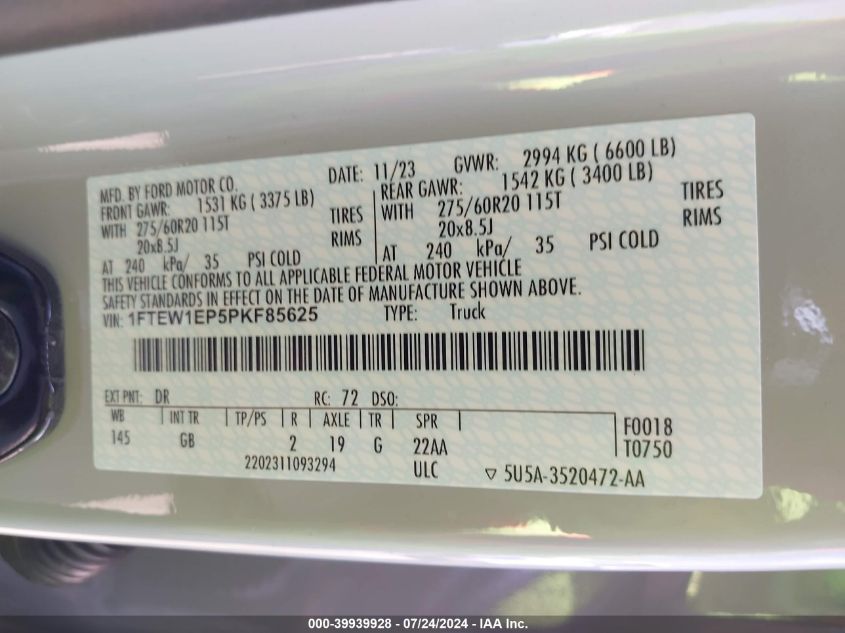 MFD. BY FORD MOTOR CO. DATE: 11/23 GVWR: 2994 KG ( 6600 LB)
FRONT GAWR: 1531 KG ( 3375 LB) REAR GAWR: 1542 KG ( 3400 LB)
WITH 275/60R20 115T TIRES WITH 275/60R20 115T TIRES
20x8.5J RIMS 20x8.5J RIMS
AT 240 kPa/ 35 PSI COLD AT 240 kPa/ 35 PSI COLD
THIS VEHICLE CONFORMS TO ALL APPLICABLE FEDERAL MOTOR VEHICLE
SAFETY STANDARDS IN EFFECT ON THE DATE OF MANUFACTURE SHOWN ABOVE.
VIN: 1FTEW1EP5PKF85625 TYPE: Truck
EXT PNT: DR RC: 72 DSO:
WB INT TR TP/PS R AXLE TR SPR F0018
145 GB 2 19 G 22AA T0750
2202311093294 ULC 5U5A-3520472-AA
000-39939928 / 07/24/2024 - IAA Inc.